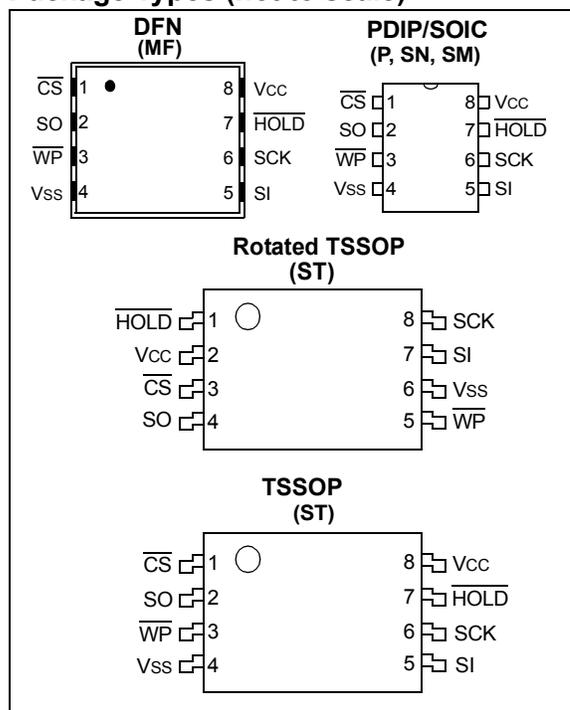 Package Types (not to scale)
DFN
(MF)
CS 1 8 VCC
SO 2 7 HOLD
WP 3 6 SCK
VSS 4 5 SI
PDIP/SOIC
(P, SN, SM)
CS 1 8 VCC
SO 2 7 HOLD
WP 3 6 SCK
VSS 4 5 SI
Rotated TSSOP
(ST)
HOLD 1 8 SCK
VCC 2 7 SI
CS 3 6 VSS
SO 4 5 WP
TSSOP
(ST)
CS 1 8 VCC
SO 2 7 HOLD
WP 3 6 SCK
VSS 4 5 SI